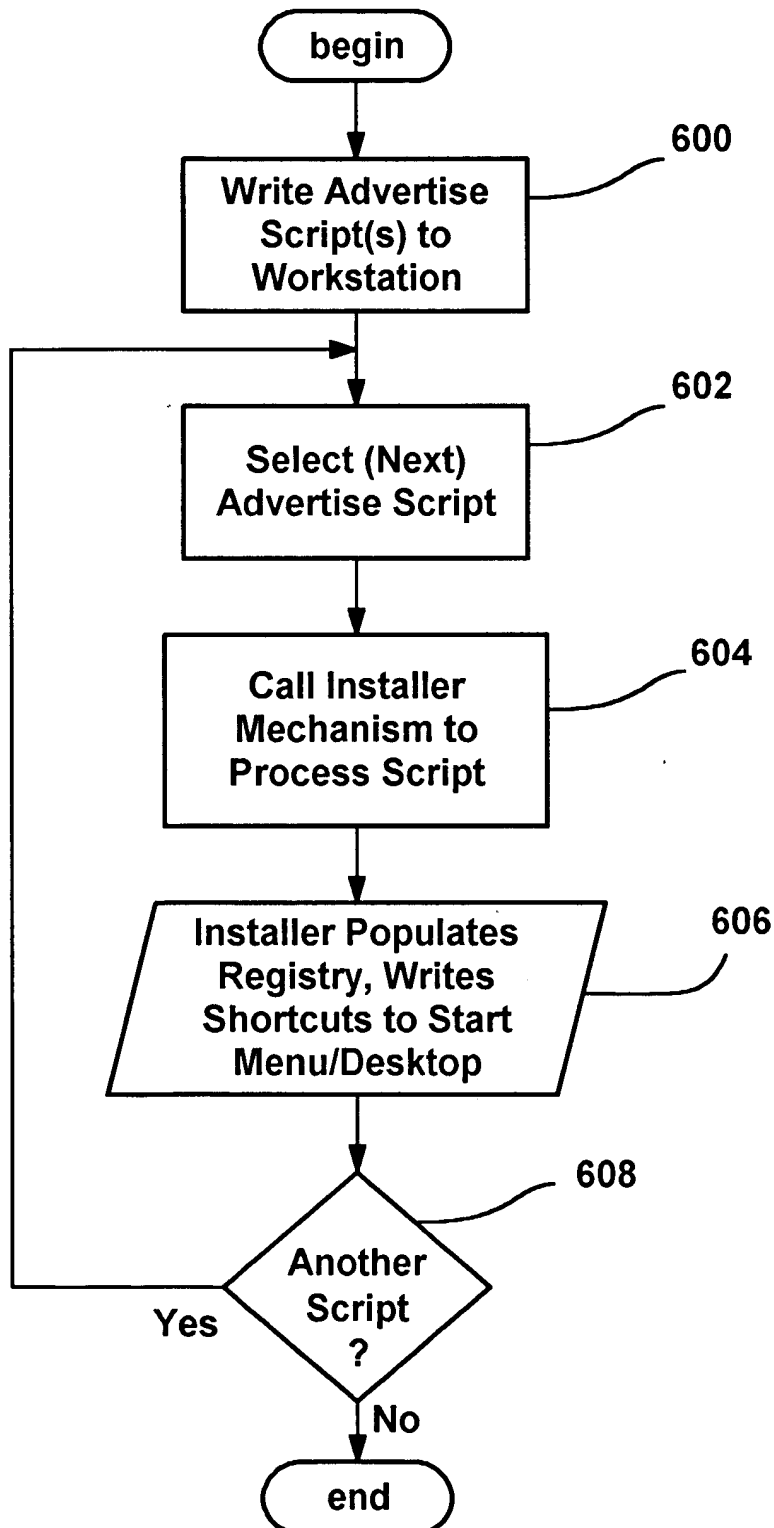 begin
600
Write Advertise
Script(s) to
Workstation
602
Select (Next)
Advertise Script
604
Call Installer
Mechanism to
Process Script
606
Installer Populates
Registry, Writes
Shortcuts to Start
Menu/Desktop
608
Another
Script
?
Yes
No
end